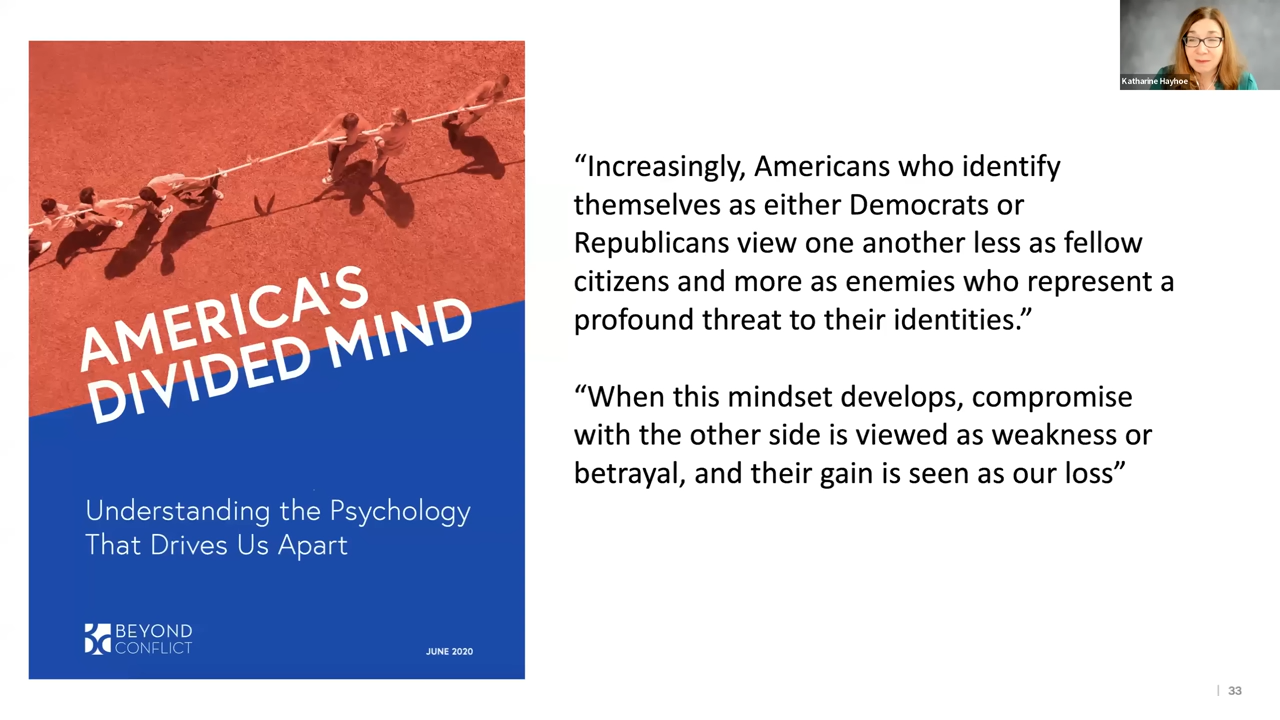 Katharine Hayhoe
AMERICA'S
DIVIDED MIND
Understanding the Psychology
That Drives Us Apart
BEYOND
CONFLICT
JUNE 2020
“Increasingly, Americans who identify
themselves as either Democrats or
Republicans view one another less as fellow
citizens and more as enemies who represent a
profound threat to their identities.”
“When this mindset develops, compromise
with the other side is viewed as weakness or
betrayal, and their gain is seen as our loss”
| 33